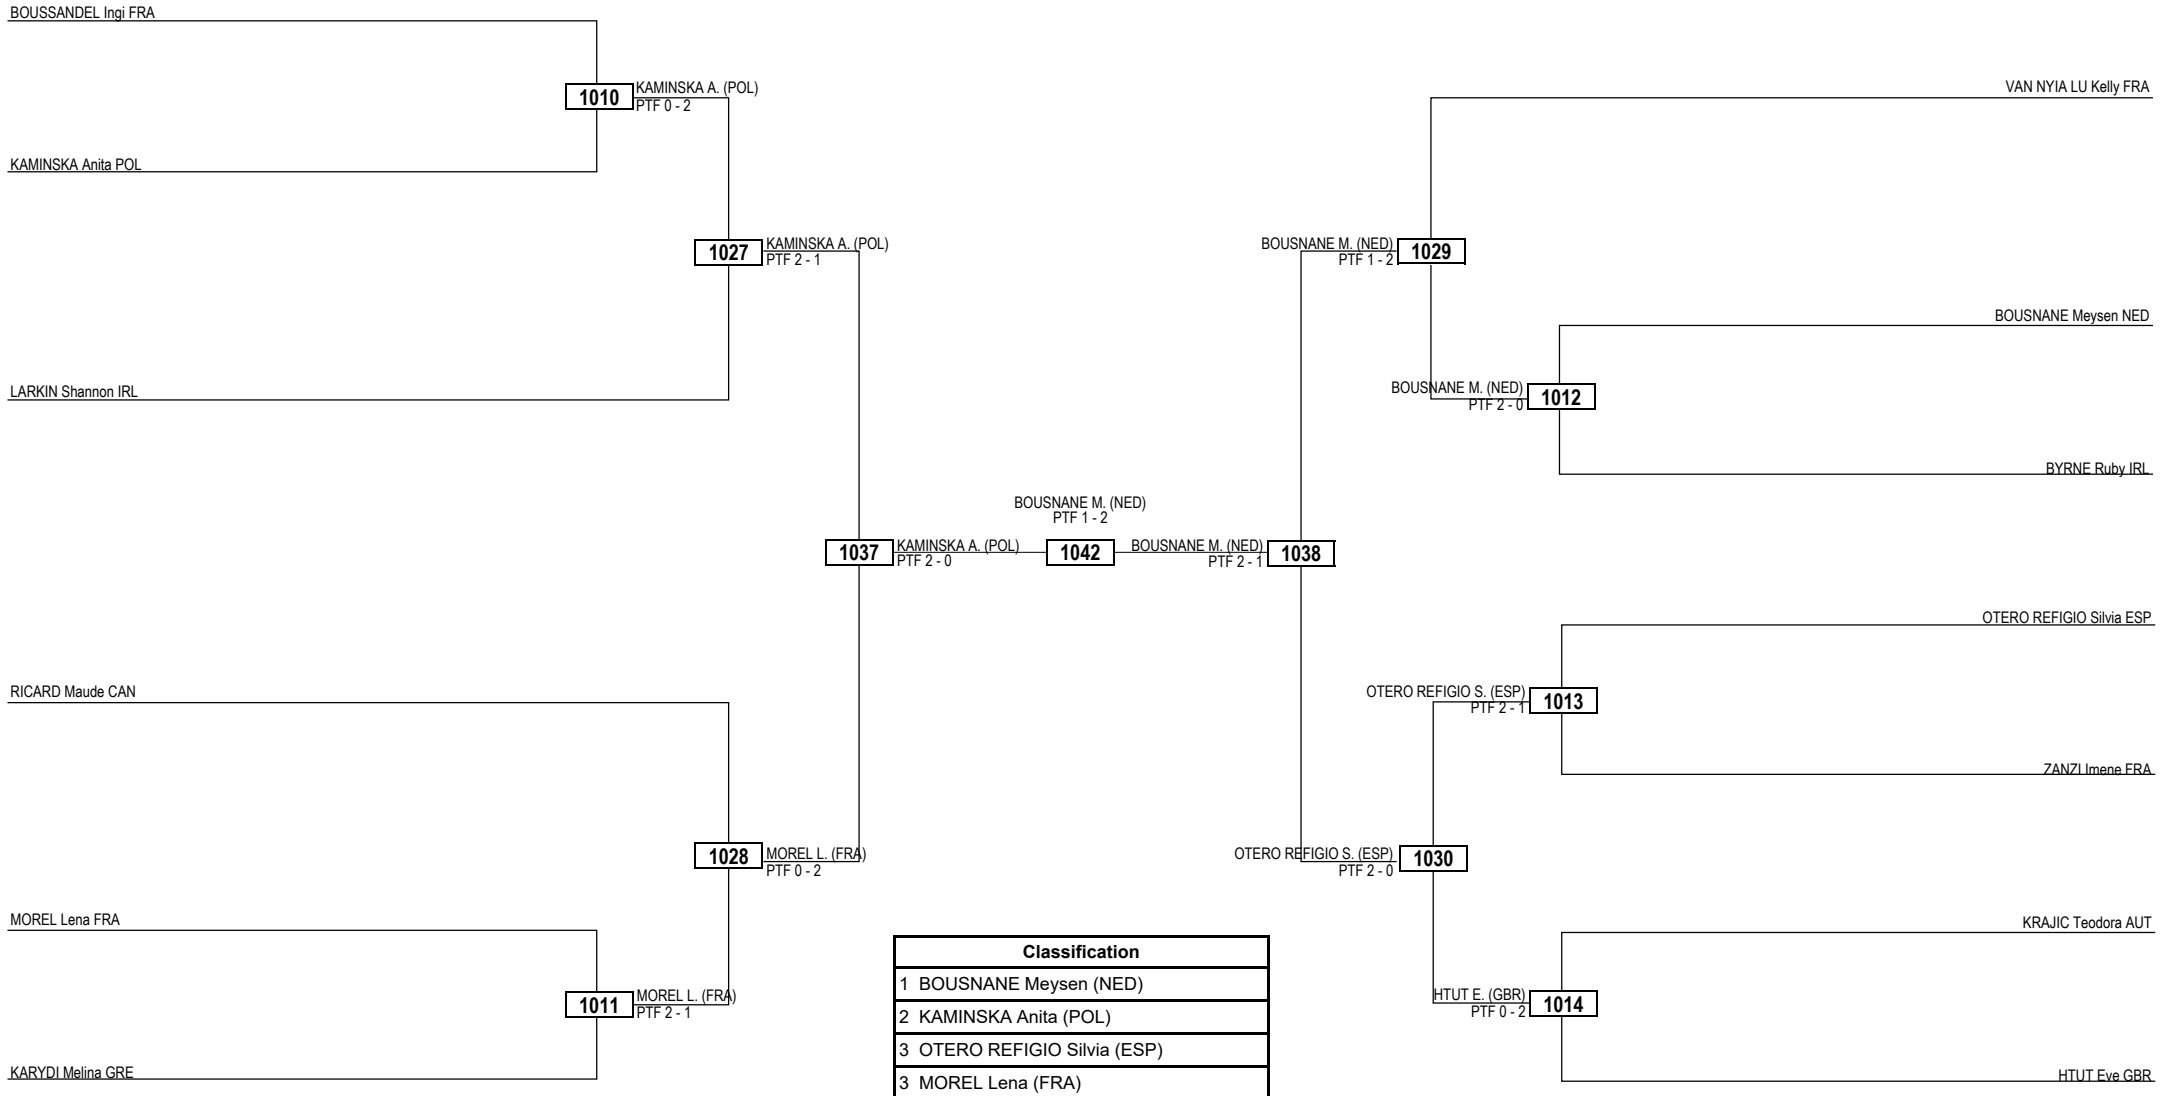 BOUSSANDEL Ingi FRA
1010
KAMINSKA A. (POL)
PTF 0 - 2
KAMINSKA Anita POL
1027
KAMINSKA A. (POL)
PTF 2 - 1
LARKIN Shannon IRL
1037
KAMINSKA A. (POL)
PTF 2 - 0
RICARD Maude CAN
1028
MOREL L. (FRA)
PTF 0 - 2
MOREL Lena FRA
1011
MOREL L. (FRA)
PTF 2 - 1
KARYDI Melina GRE
BOUSNANE M. (NED)
PTF 1 - 2
1042
VAN NYIA LU Kelly FRA
BOUSNANE M. (NED)
PTF 1 - 2
1029
BOUSNANE Meysen NED
BOUSNANE M. (NED)
PTF 2 - 0
1012
BYRNE Ruby IRL
BOUSNANE M. (NED)
PTF 2 - 1
1038
OTERO REFIGIO Silvia ESP
OTERO REFIGIO S. (ESP)
PTF 2 - 1
1013
ZANZI Imene FRA
OTERO REFIGIO S. (ESP)
PTF 2 - 0
1030
KRAJIC Teodora AUT
HTUT E. (GBR)
PTF 0 - 2
1014
HTUT Eve GBR
Classification
1 BOUSNANE Meysen (NED)
2 KAMINSKA Anita (POL)
3 OTERO REFIGIO Silvia (ESP)
3 MOREL Lena (FRA)